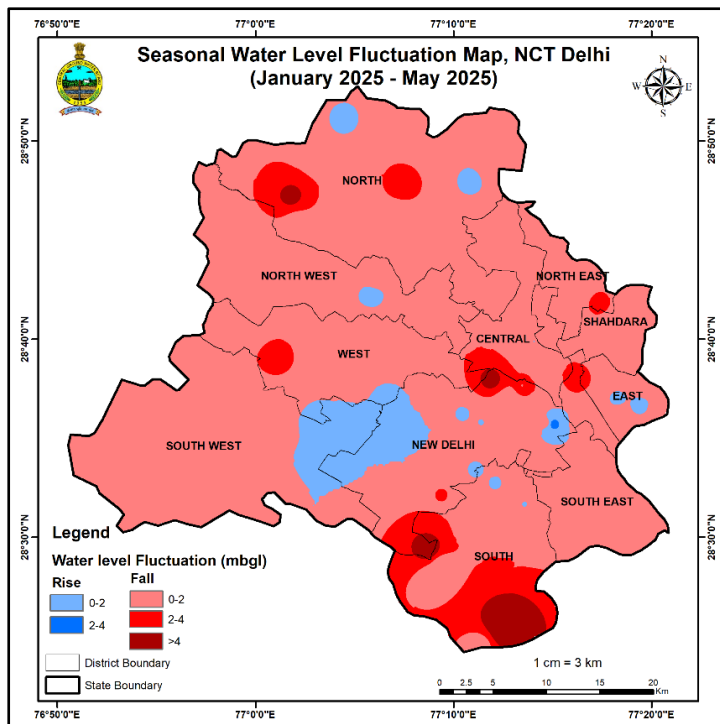 76°50'0"E 77°0'0"E 77°10'0"E 77°20'0"E
Seasonal Water Level Fluctuation Map, NCT Delhi
(January 2025 - May 2025)
N
W E
S
28°50'0"N 28°50'0"N
NORTH
NORTH WEST
NORTH EAST
SHAHDARA
28°40'0"N 28°40'0"N
CENTRAL
WEST
EAST
SOUTH WEST
NEW DELHI
SOUTH EAST
28°30'0"N 28°30'0"N
SOUTH
Legend
Water level Fluctuation (mbgl)
Rise Fall
0-2 0-2
2-4 2-4
>4
District Boundary
State Boundary
1 cm = 3 km
0 2.5 5 10 15 20
Km
76°50'0"E 77°0'0"E 77°10'0"E 77°20'0"E